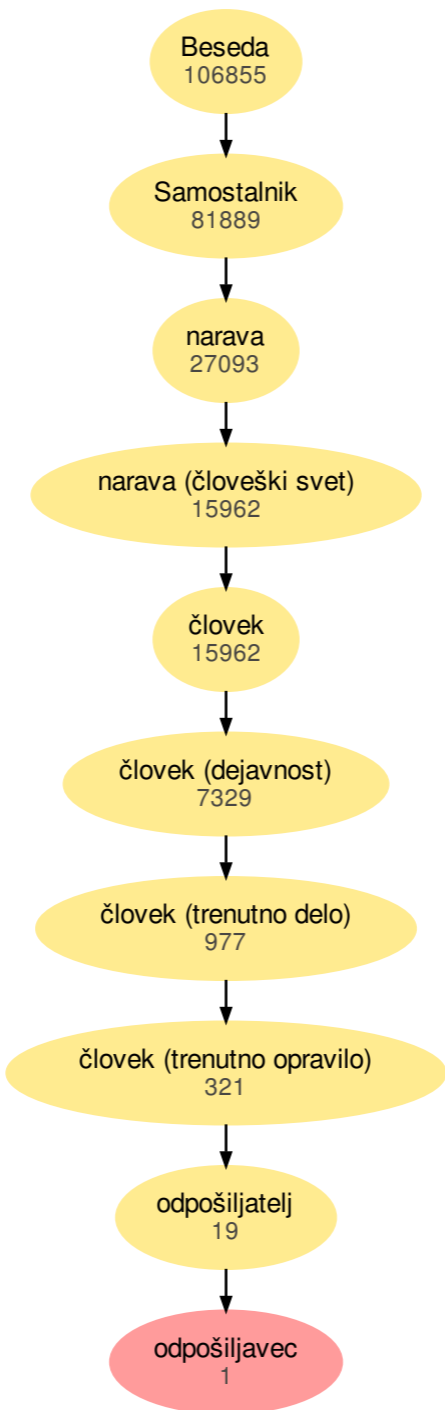 Beseda
106855
Samostalnik
81889
narava
27093
narava (človeški svet)
15962
človek
15962
človek (dejavnost)
7329
človek (trenutno delo)
977
človek (trenutno opravilo)
321
odpošiljatelj
19
odpošiljavec
1